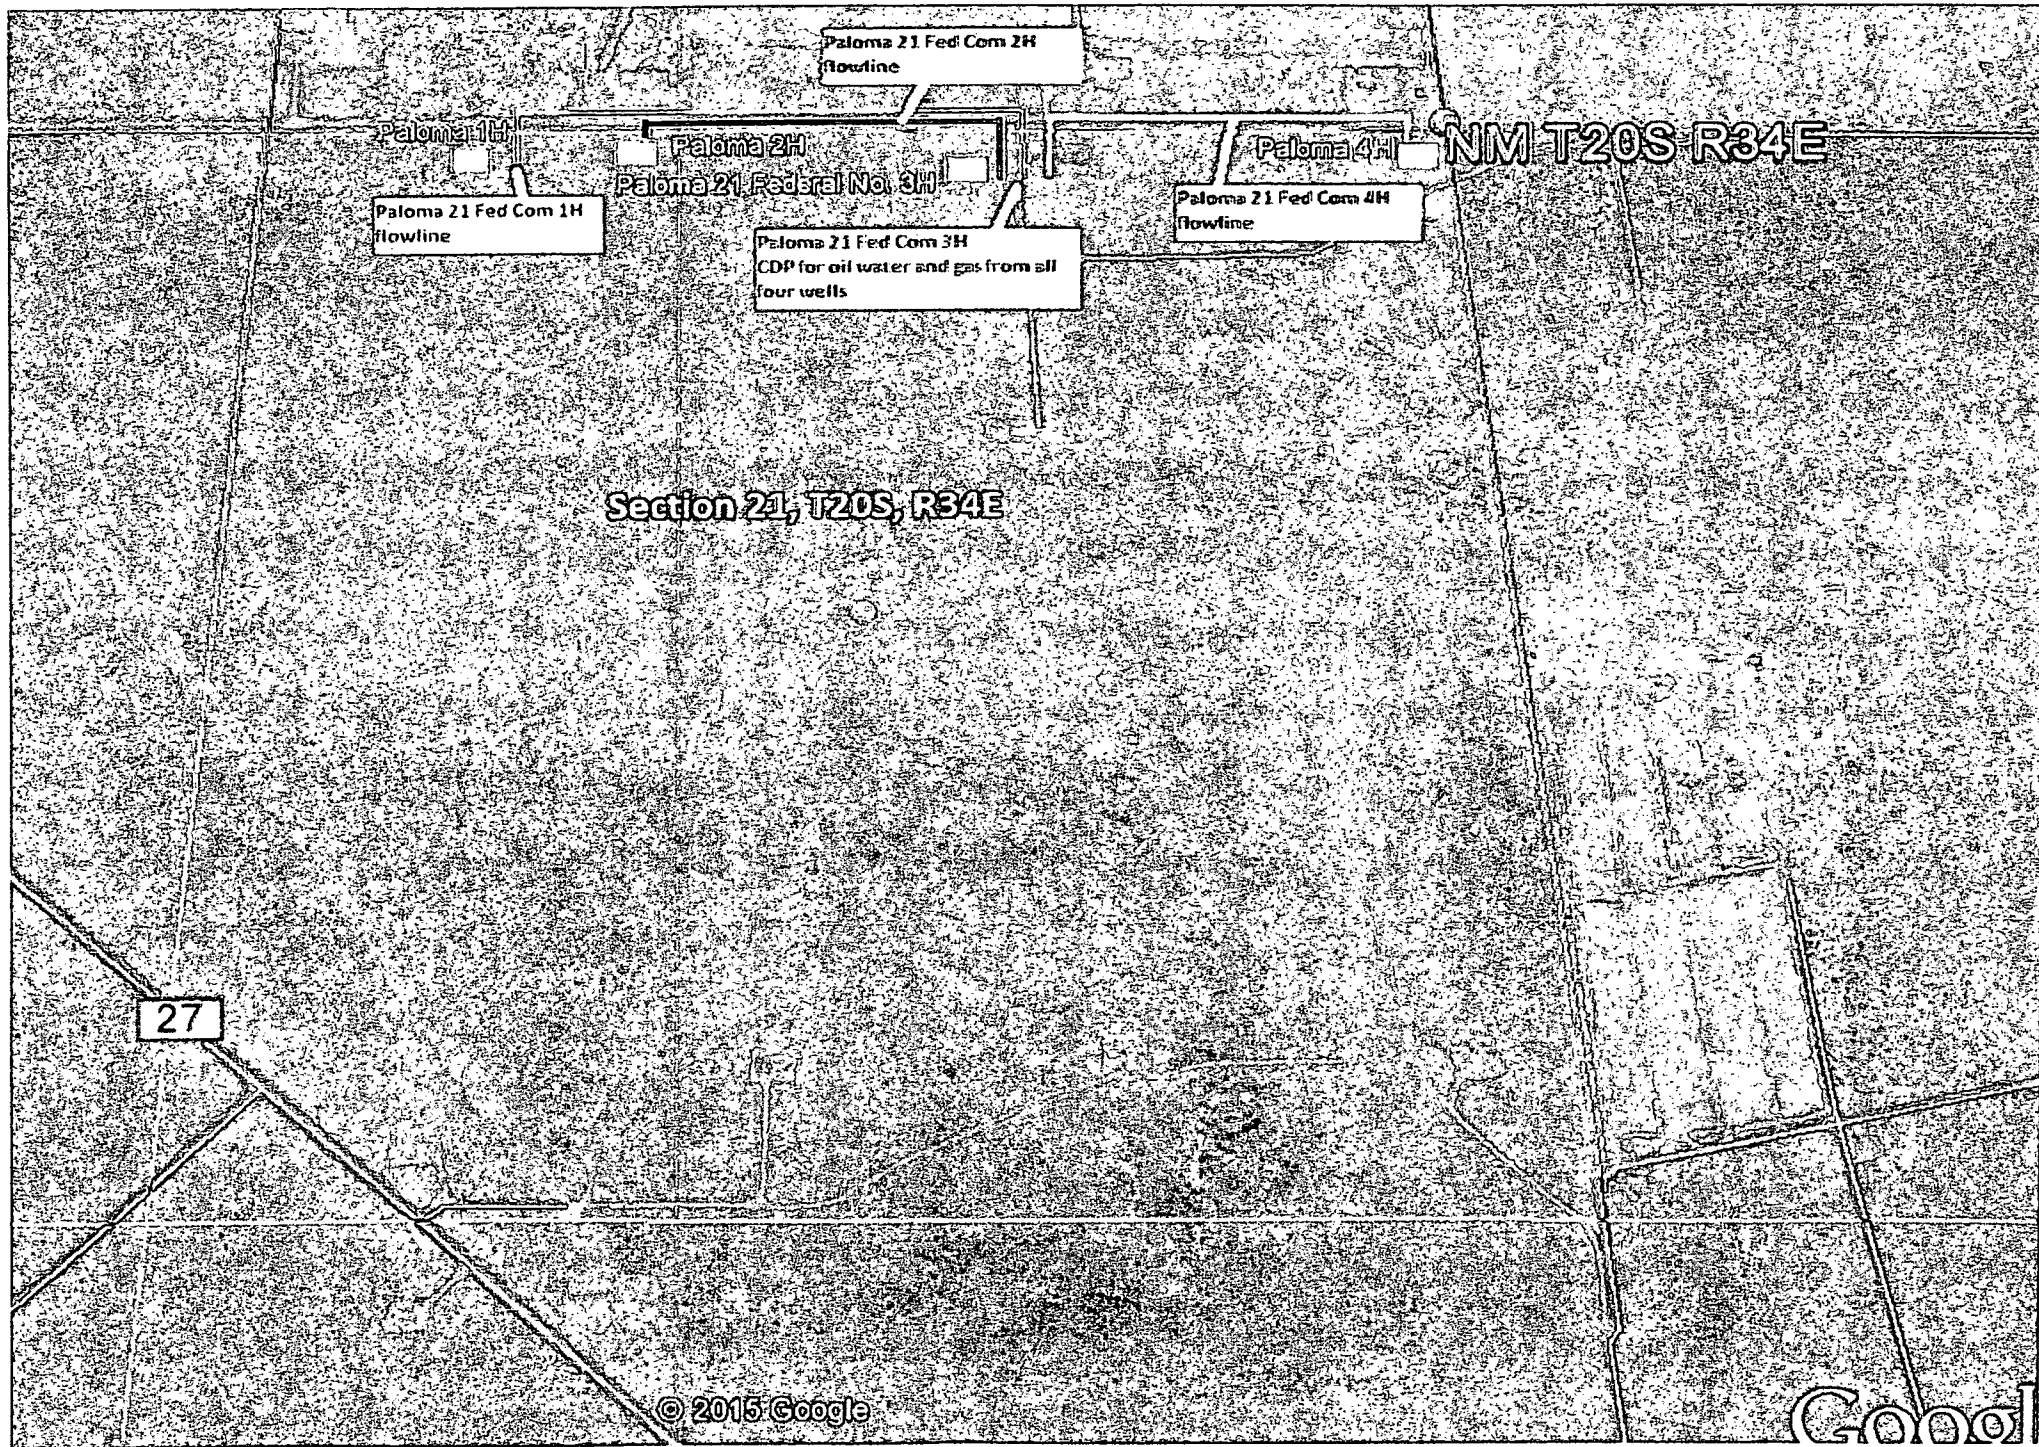 Paloma 21 Fed Com 2H
flowline
Paloma 1H
Paloma 2H
Paloma 4H
NM T20S R34E
Paloma 21 Federal No. 3H
Paloma 21 Fed Com 1H
flowline
Paloma 21 Fed Com 4H
flowline
Paloma 21 Fed Com 3H
CDP for oil water and gas from all
four wells
Section 21, T20S, R34E
27
© 2015 Google
Googl